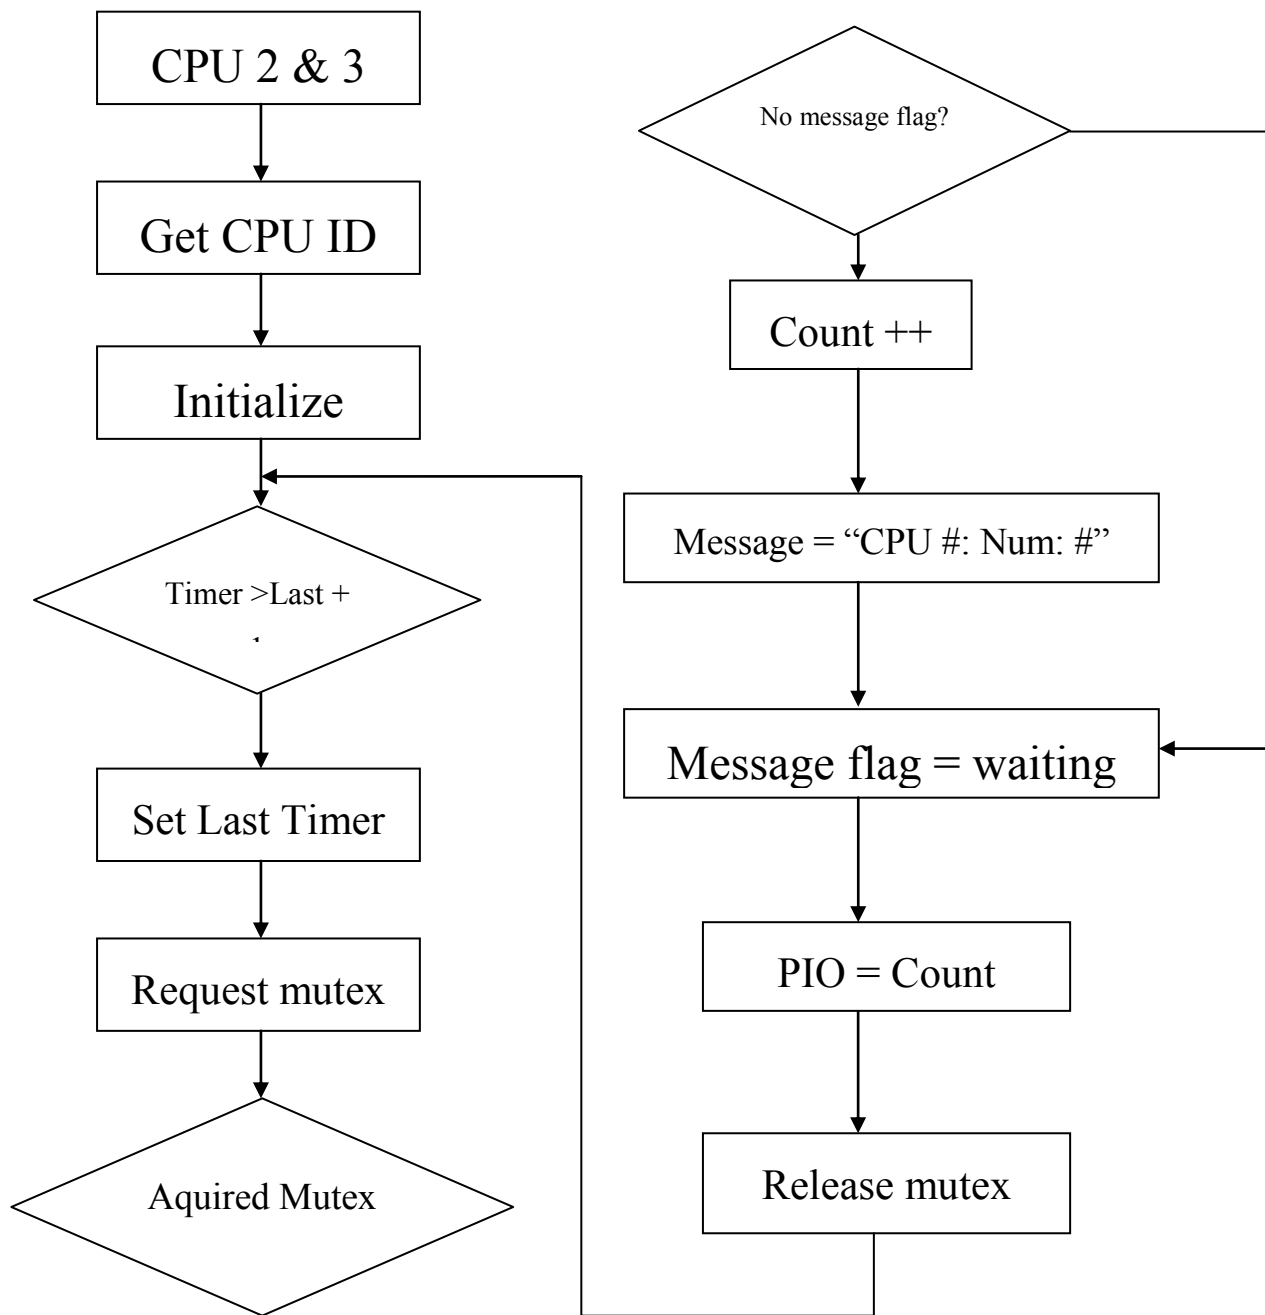 CPU 2 & 3
Get CPU ID
Initialize
Timer >Last +
Set Last Timer
Request mutex
Aquired Mutex
No message flag?
Count ++
Message = “CPU #: Num: #”
Message flag = waiting
PIO = Count
Release mutex